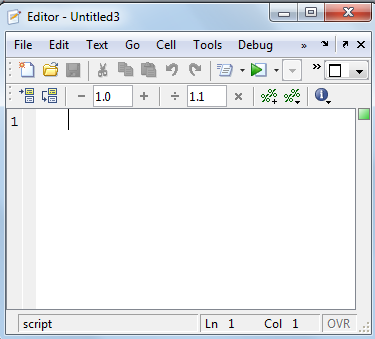 Editor - Untitled3
File Edit Text Go Cell Tools Debug »
»
− 1.0 + ÷ 1.1 ×
1
script Ln 1 Col 1 OVR